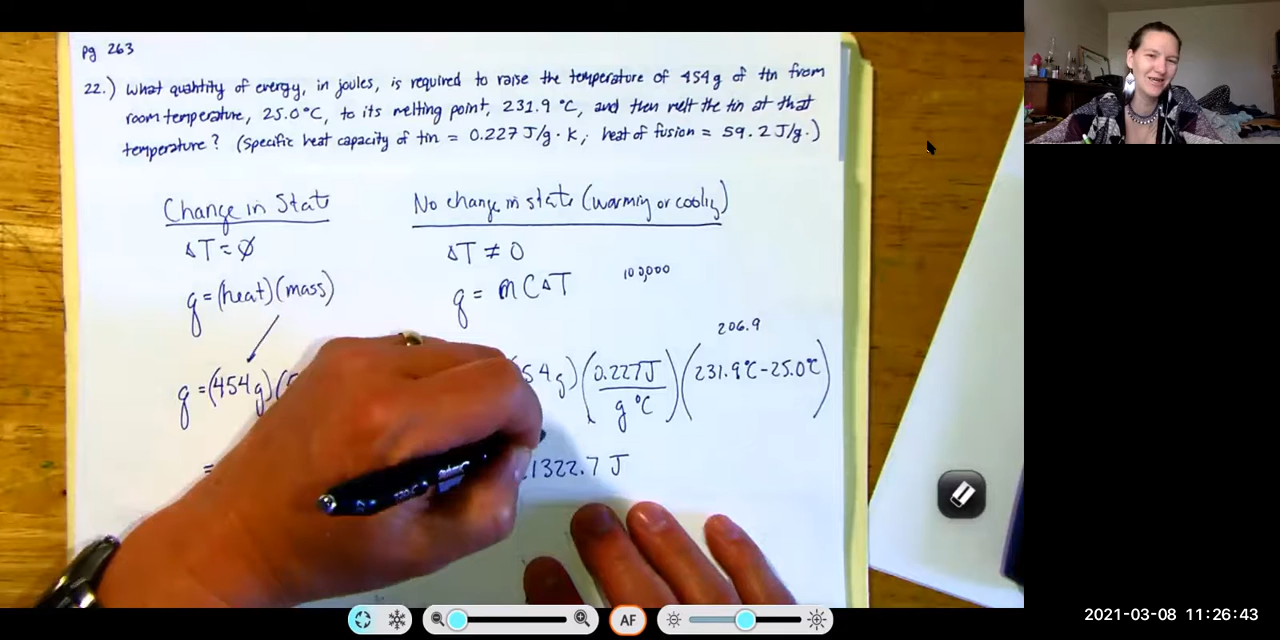 pg 263
22.) What quantity of energy, in joules, is required to raise the temperature of 454 g of tin from
room temperature, 25.0 °C, to its melting point, 231.9 °C, and then melt the tin at that
temperature? (Specific heat capacity of tin = 0.227 J/g · K; heat of fusion = 59.2 J/g.)
Change in State
No change in state (warming or cooling)
ΔT = 0
ΔT ≠ 0
q = (heat)(mass)
q = m C ΔT
100,000
206.9
q = (454 g)(5
54 g) (0.227 J / g °C) (231.9 °C - 25.0 °C)
=
1322.7 J
AF
2021-03-08 11:26:43